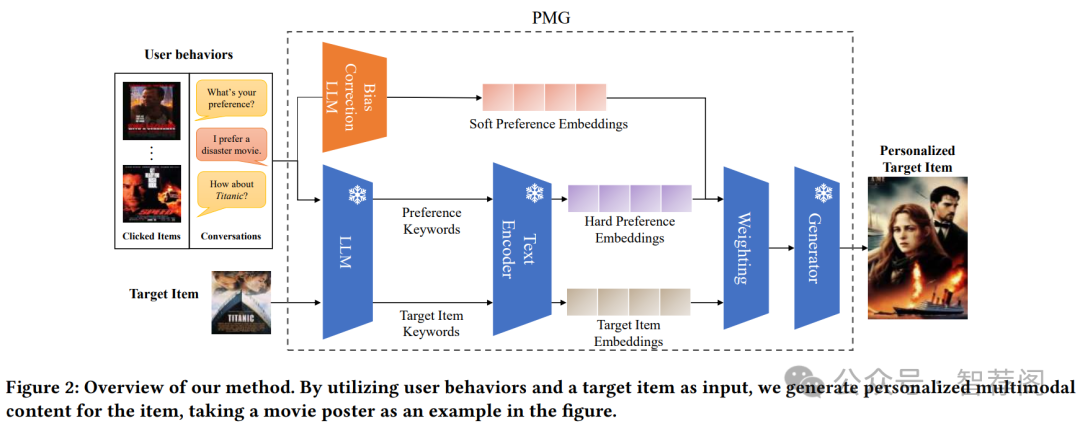 PMG
User behaviors
What's your
preference?
I prefer a
disaster movie.
How about
Titanic?
Clicked Items
Conversations
Target Item
TITANIC
SPEED
Bias
Correction
LLM
Soft Preference Embeddings
LLM
Preference
Keywords
Target Item
Keywords
Text
Encoder
Hard Preference
Embeddings
Target Item
Embeddings
Weighting
Generator
Personalized
Target Item
Figure 2: Overview of our method. By utilizing user behaviors and a target item as input, we generate personalized multimodal
content for the item, taking a movie poster as an example in the figure.
公众号 · 智荐阁